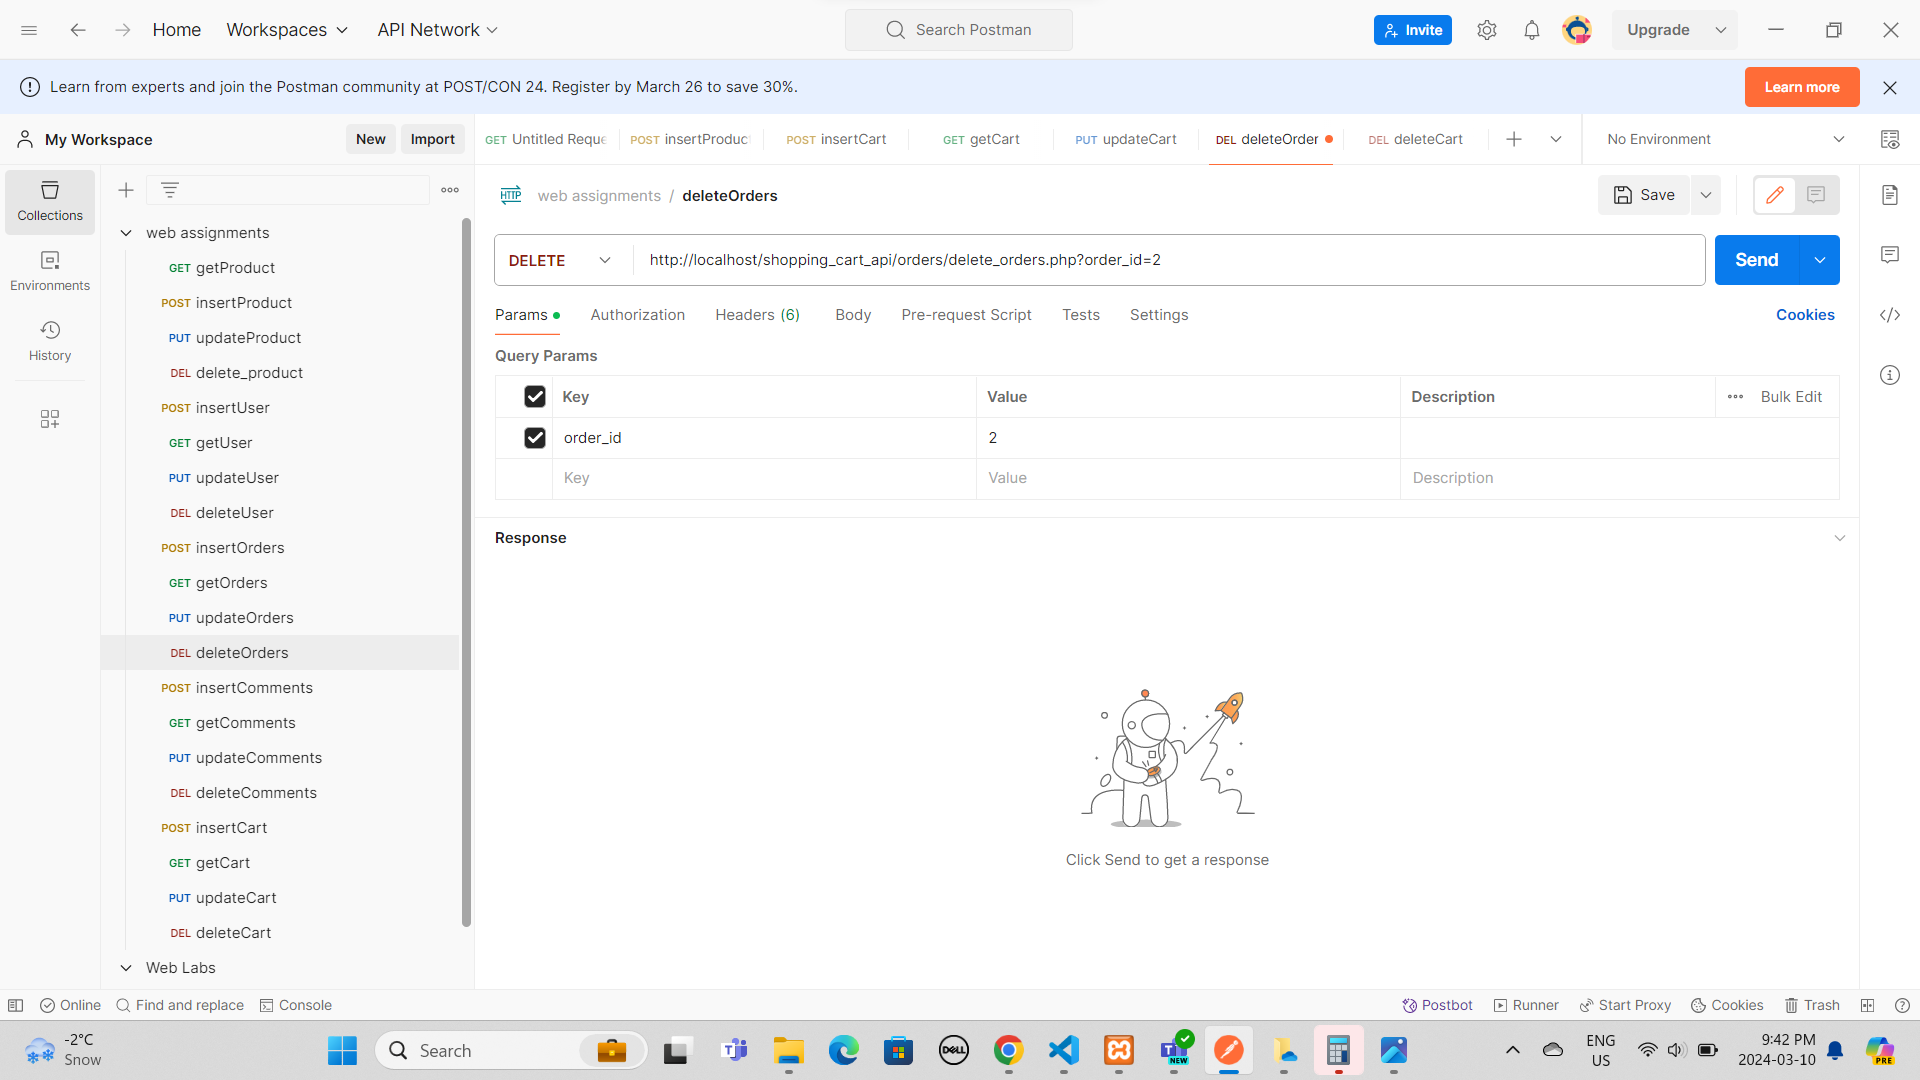 Home
Workspaces
API Network
Search Postman
Invite
Upgrade
Learn from experts and join the Postman community at POST/CON 24. Register by March 26 to save 30%.
Learn more
My Workspace
New
Import
GET Untitled Reque
POST insertProduc
POST insertCart
GET getCart
PUT updateCart
DEL deleteOrder
DEL deleteCart
No Environment
Collections
Environments
History
web assignments
GET getProduct
POST insertProduct
PUT updateProduct
DEL delete_product
POST insertUser
GET getUser
PUT updateUser
DEL deleteUser
POST insertOrders
GET getOrders
PUT updateOrders
DEL deleteOrders
POST insertComments
GET getComments
PUT updateComments
DEL deleteComments
POST insertCart
GET getCart
PUT updateCart
DEL deleteCart
Web Labs
HTTP web assignments / deleteOrders
Save
DELETE
http://localhost/shopping_cart_api/orders/delete_orders.php?order_id=2
Send
Params
Authorization
Headers (6)
Body
Pre-request Script
Tests
Settings
Cookies
Query Params
Key
Value
Description
Bulk Edit
order_id
2
Key
Value
Description
Response
Click Send to get a response
Online
Find and replace
Console
Postbot
Runner
Start Proxy
Cookies
Trash
-2°C
Snow
Search
DELL
NEW
ENG
US
9:42 PM
2024-03-10
PRE